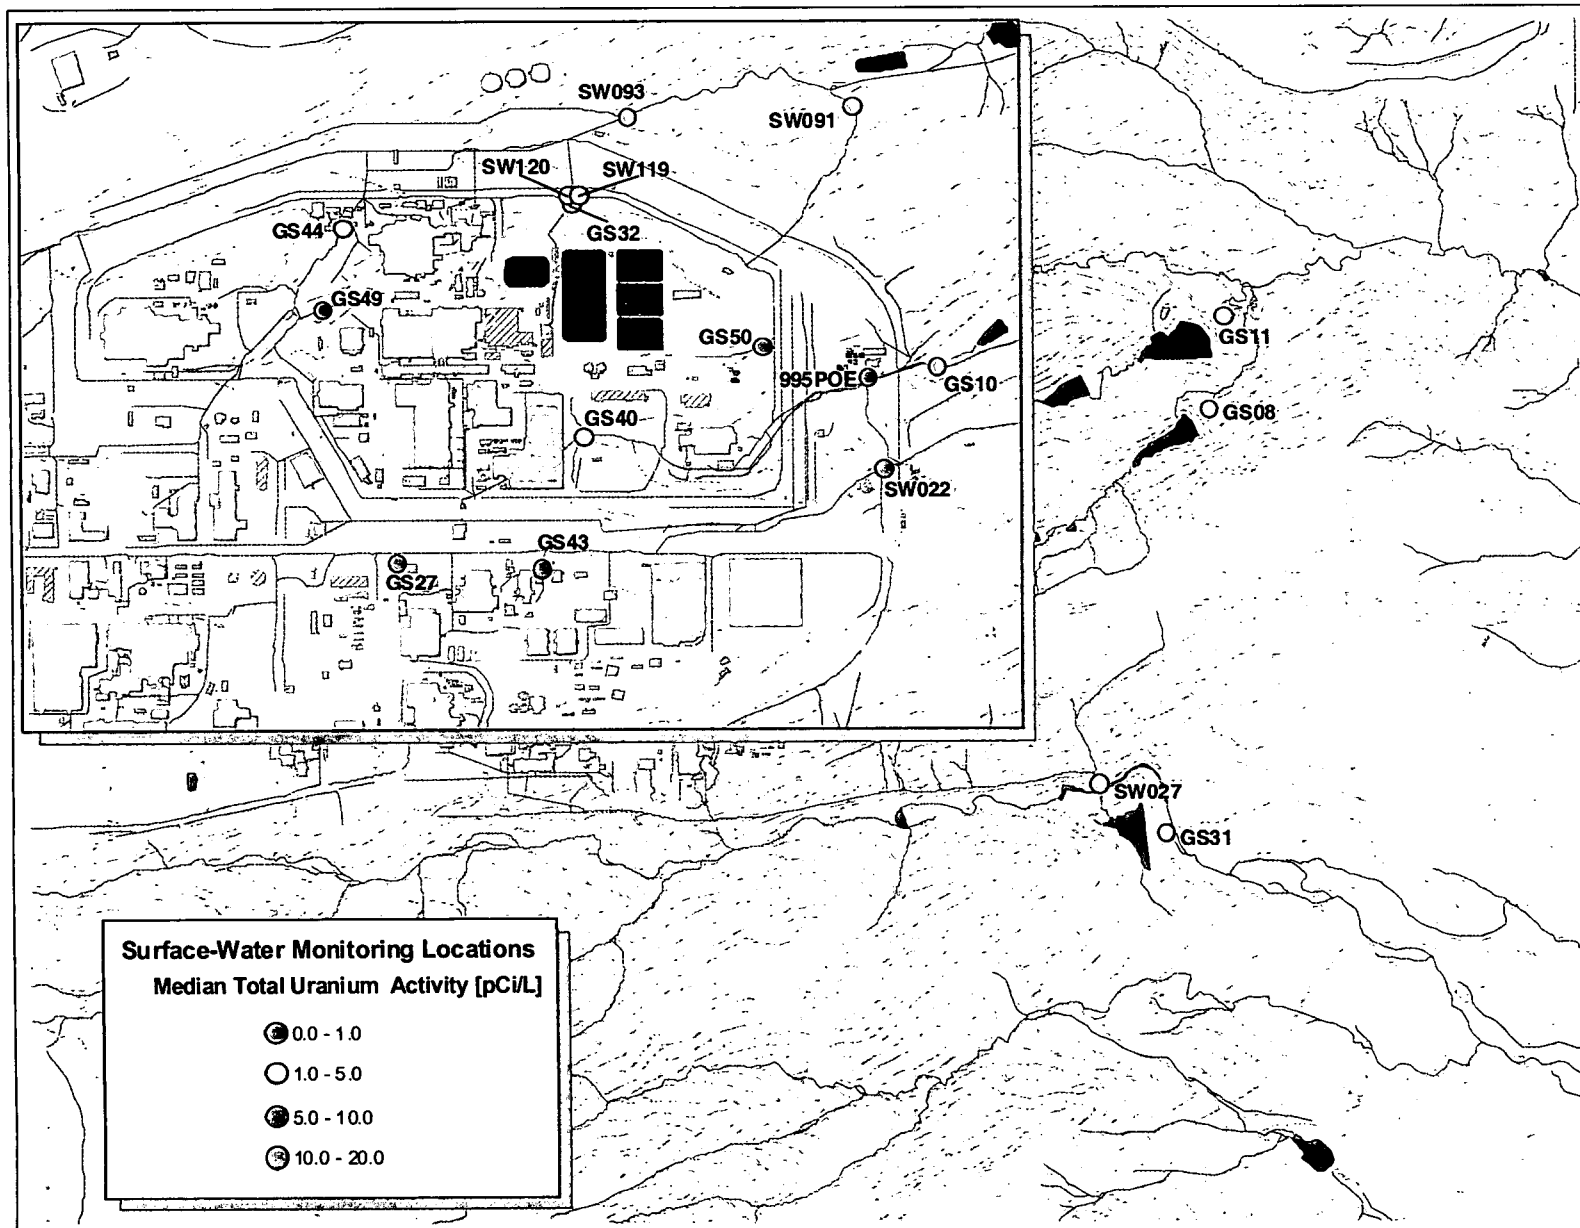 SW093
SW091
SW120
SW119
GS44
GS32
GS49
GS11
GS50
995POE
GS10
GS08
GS40
SW022
GS43
GS27
SW027
GS31
Surface-Water Monitoring Locations
Median Total Uranium Activity [pCi/L]
0.0 - 1.0
1.0 - 5.0
5.0 - 10.0
10.0 - 20.0